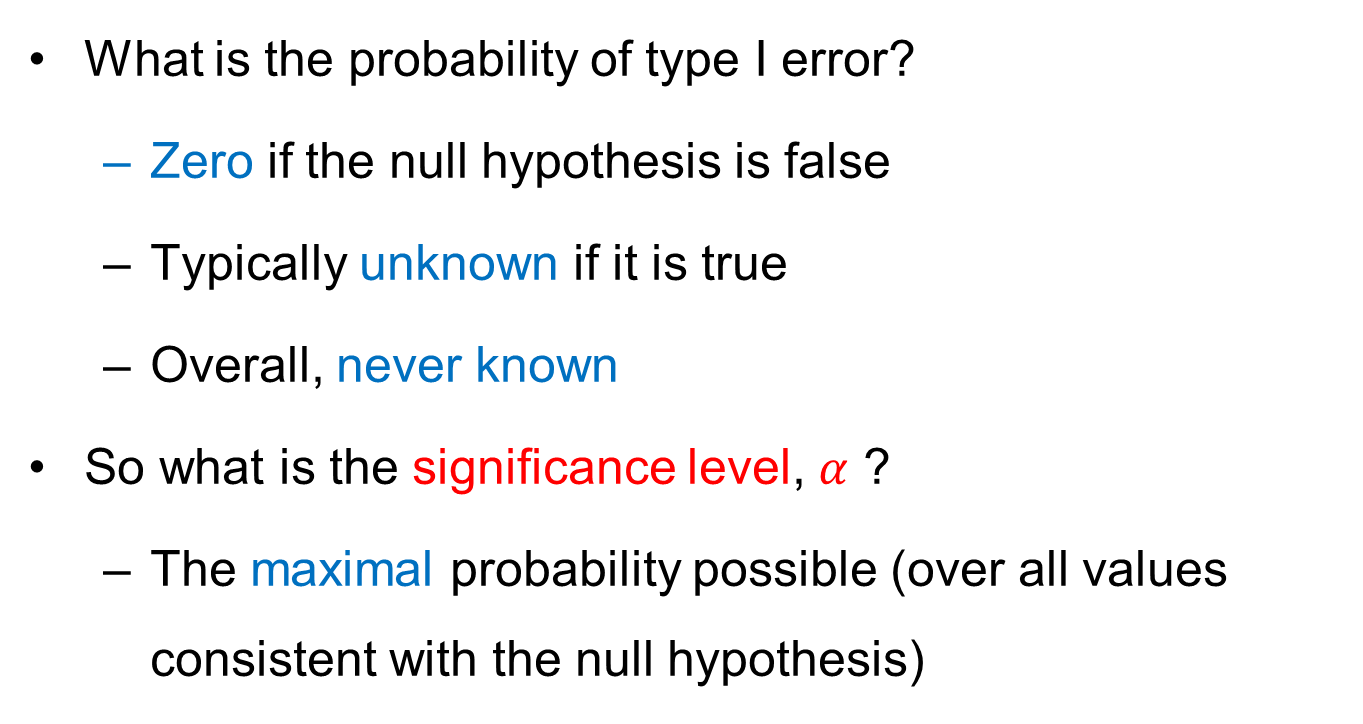 • What is the probability of type I error?
– Zero if the null hypothesis is false
– Typically unknown if it is true
– Overall, never known
• So what is the significance level, α ?
– The maximal probability possible (over all values
consistent with the null hypothesis)